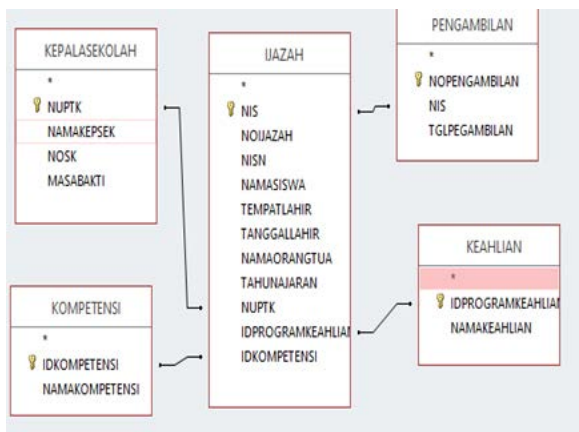 KEPALASEKOLAH
*
NUPTK
NAMAKEPSEK
NOSK
MASABAKTI
IJAZAH
*
NIS
NOIJAZAH
NISN
NAMASISWA
TEMPATLAHIR
TANGGALLAHIR
NAMAORANGTUA
TAHUNAJARAN
NUPTK
IDPROGRAMKEAHLIAN
IDKOMPETENSI
PENGAMBILAN
*
NOPENGAMBILAN
NIS
TGLPEGAMBILAN
KOMPETENSI
*
IDKOMPETENSI
NAMAKOMPETENSI
KEAHLIAN
*
IDPROGRAMKEAHLIAN
NAMAKEAHLIAN